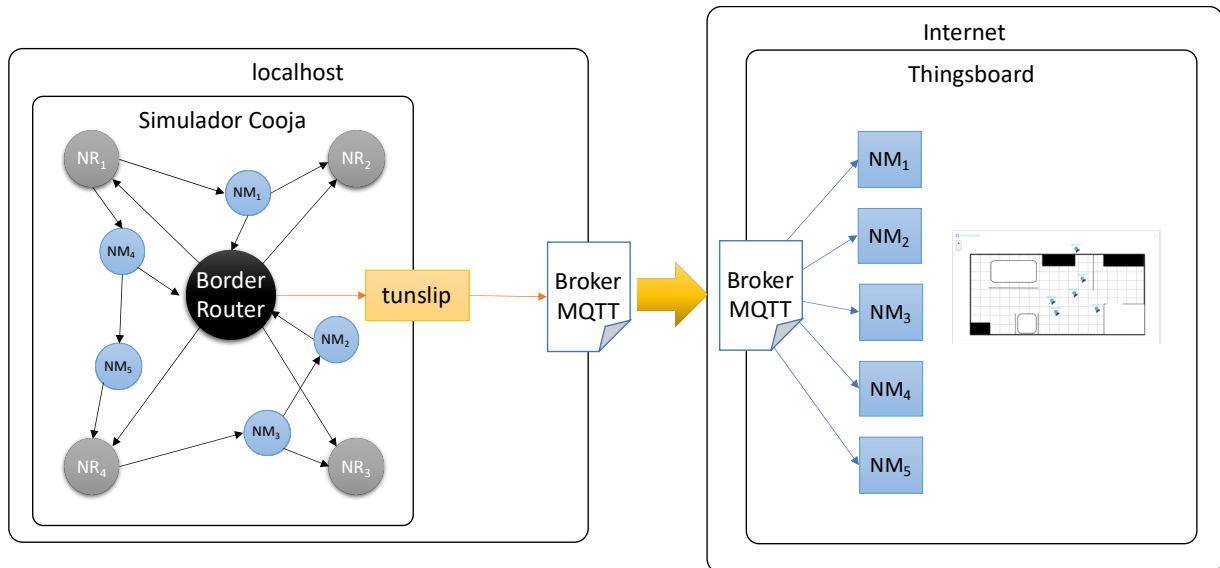 localhost
Simulador Cooja
NR1
NR2
NM1
NM4
Border
Router
tunslip
NM2
NM5
NM3
NR4
NR3
Broker
MQTT
Internet
Thingsboard
Broker
MQTT
NM1
NM2
NM3
NM4
NM5